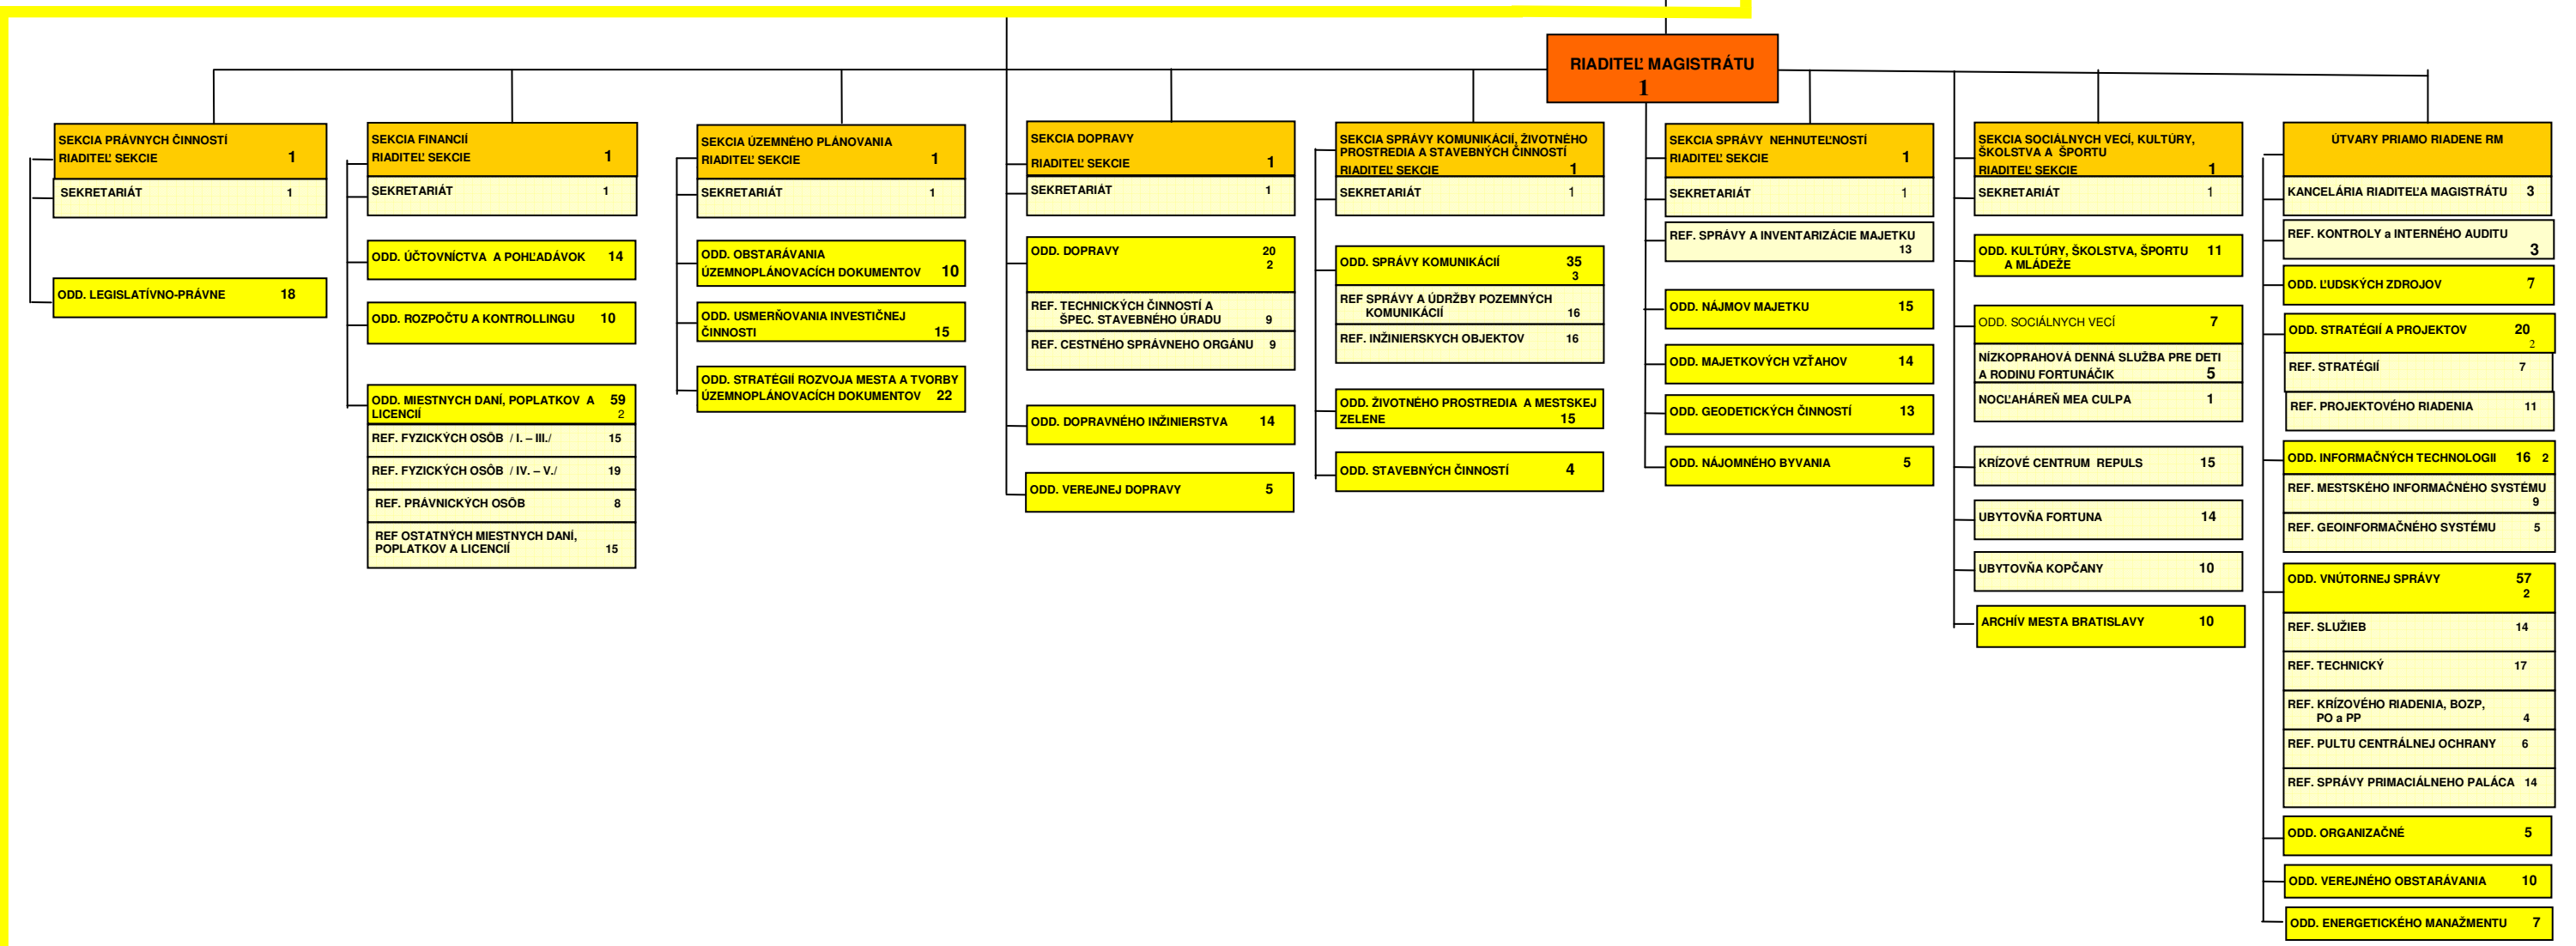 RIADITEĽ MAGISTRÁTU
1
SEKCIA PRÁVNYCH ČINNOSTÍ
RIADITEĽ SEKCIE 1
SEKRETARIÁT 1
ODD. LEGISLATÍVNO-PRÁVNE 18
SEKCIA FINANCIÍ
RIADITEĽ SEKCIE 1
SEKRETARIÁT 1
ODD. ÚČTOVNÍCTVA A POHĽADÁVOK 14
ODD. ROZPOČTU A KONTROLLINGU 10
ODD. MIESTNYCH DANÍ, POPLATKOV A 59
LICENCIÍ 2
REF. FYZICKÝCH OSÔB / I. – III./ 15
REF. FYZICKÝCH OSÔB / IV. – V./ 19
REF. PRÁVNICKÝCH OSÔB 8
REF OSTATNÝCH MIESTNYCH DANÍ,
POPLATKOV A LICENCIÍ 15
SEKCIA ÚZEMNÉHO PLÁNOVANIA
RIADITEĽ SEKCIE 1
SEKRETARIÁT 1
ODD. OBSTARÁVANIA
ÚZEMNOPLÁNOVACÍCH DOKUMENTOV 10
ODD. USMERŇOVANIA INVESTIČNEJ
ČINNOSTI 15
ODD. STRATÉGIÍ ROZVOJA MESTA A TVORBY
ÚZEMNOPLÁNOVACÍCH DOKUMENTOV 22
SEKCIA DOPRAVY
RIADITEĽ SEKCIE 1
SEKRETARIÁT 1
ODD. DOPRAVY 20
2
REF. TECHNICKÝCH ČINNOSTÍ A
ŠPEC. STAVEBNÉHO ÚRADU 9
REF. CESTNÉHO SPRÁVNEHO ORGÁNU 9
ODD. DOPRAVNÉHO INŽINIERSTVA 14
ODD. VEREJNEJ DOPRAVY 5
SEKCIA SPRÁVY KOMUNIKÁCIÍ, ŽIVOTNÉHO
PROSTREDIA A STAVEBNÝCH ČINNOSTÍ
RIADITEĽ SEKCIE 1
SEKRETARIÁT 1
ODD. SPRÁVY KOMUNIKÁCIÍ 35
3
REF SPRÁVY A ÚDRŽBY POZEMNÝCH
KOMUNIKÁCIÍ 16
REF. INŽINIERSKYCH OBJEKTOV 16
ODD. ŽIVOTNÉHO PROSTREDIA A MESTSKEJ
ZELENE 15
ODD. STAVEBNÝCH ČINNOSTÍ 4
SEKCIA SPRÁVY NEHNUTEĽNOSTÍ
RIADITEĽ SEKCIE 1
SEKRETARIÁT 1
REF. SPRÁVY A INVENTARIZÁCIE MAJETKU
13
ODD. NÁJMOV MAJETKU 15
ODD. MAJETKOVÝCH VZŤAHOV 14
ODD. GEODETICKÝCH ČINNOSTÍ 13
ODD. NÁJOMNÉHO BYVANIA 5
SEKCIA SOCIÁLNYCH VECÍ, KULTÚRY,
ŠKOLSTVA A ŠPORTU
RIADITEĽ SEKCIE 1
SEKRETARIÁT 1
ODD. KULTÚRY, ŠKOLSTVA, ŠPORTU 11
A MLÁDEŽE
ODD. SOCIÁLNYCH VECÍ 7
NÍZKOPRAHOVÁ DENNÁ SLUŽBA PRE DETI
A RODINU FORTUNÁČIK 5
NOCĽAHÁREŇ MEA CULPA 1
KRÍZOVÉ CENTRUM REPULS 15
UBYTOVŇA FORTUNA 14
UBYTOVŇA KOPČANY 10
ARCHÍV MESTA BRATISLAVY 10
ÚTVARY PRIAMO RIADENE RM
KANCELÁRIA RIADITEĽA MAGISTRÁTU 3
REF. KONTROLY a INTERNÉHO AUDITU
3
ODD. ĽUDSKÝCH ZDROJOV 7
ODD. STRATÉGIÍ A PROJEKTOV 20
2
REF. STRATÉGIÍ 7
REF. PROJEKTOVÉHO RIADENIA 11
ODD. INFORMAČNÝCH TECHNOLOGII 16 2
REF. MESTSKÉHO INFORMAČNÉHO SYSTÉMU
9
REF. GEOINFORMAČNÉHO SYSTÉMU 5
ODD. VNÚTORNEJ SPRÁVY 57
2
REF. SLUŽIEB 14
REF. TECHNICKÝ 17
REF. KRÍZOVÉHO RIADENIA, BOZP,
PO a PP 4
REF. PULTU CENTRÁLNEJ OCHRANY 6
REF. SPRÁVY PRIMACIÁLNEHO PALÁCA 14
ODD. ORGANIZAČNÉ 5
ODD. VEREJNÉHO OBSTARÁVANIA 10
ODD. ENERGETICKÉHO MANAŽMENTU 7